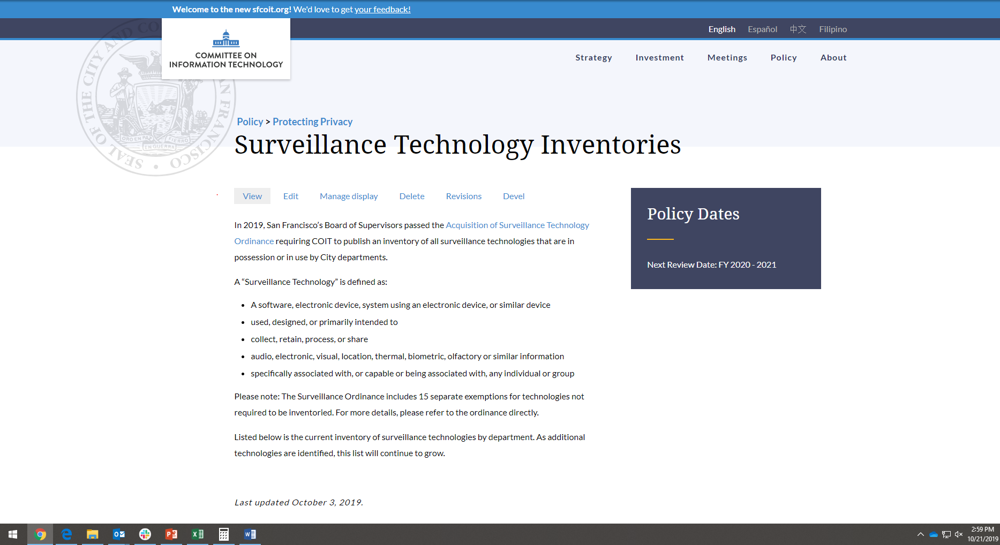 Welcome to the new sfcoit.org! We'd love to get your feedback!
English Español 中文 Filipino
COMMITTEE ON
INFORMATION TECHNOLOGY
Strategy Investment Meetings Policy About
SEAL OF THE CITY AND CO AN FRANCISCO
ORO EN PAZ FIERRO
EN GUERRA
Policy > Protecting Privacy
Surveillance Technology Inventories
View Edit Manage display Delete Revisions Devel
In 2019, San Francisco’s Board of Supervisors passed the Acquisition of Surveillance Technology
Ordinance requiring COIT to publish an inventory of all surveillance technologies that are in
possession or in use by City departments.
A “Surveillance Technology” is defined as:
• A software, electronic device, system using an electronic device, or similar device
• used, designed, or primarily intended to
• collect, retain, process, or share
• audio, electronic, visual, location, thermal, biometric, olfactory or similar information
• specifically associated with, or capable or being associated with, any individual or group
Please note: The Surveillance Ordinance includes 15 separate exemptions for technologies not
required to be inventoried. For more details, please refer to the ordinance directly.
Listed below is the current inventory of surveillance technologies by department. As additional
technologies are identified, this list will continue to grow.
Last updated October 3, 2019.
Policy Dates
Next Review Date: FY 2020 - 2021
2:59 PM
10/21/2019